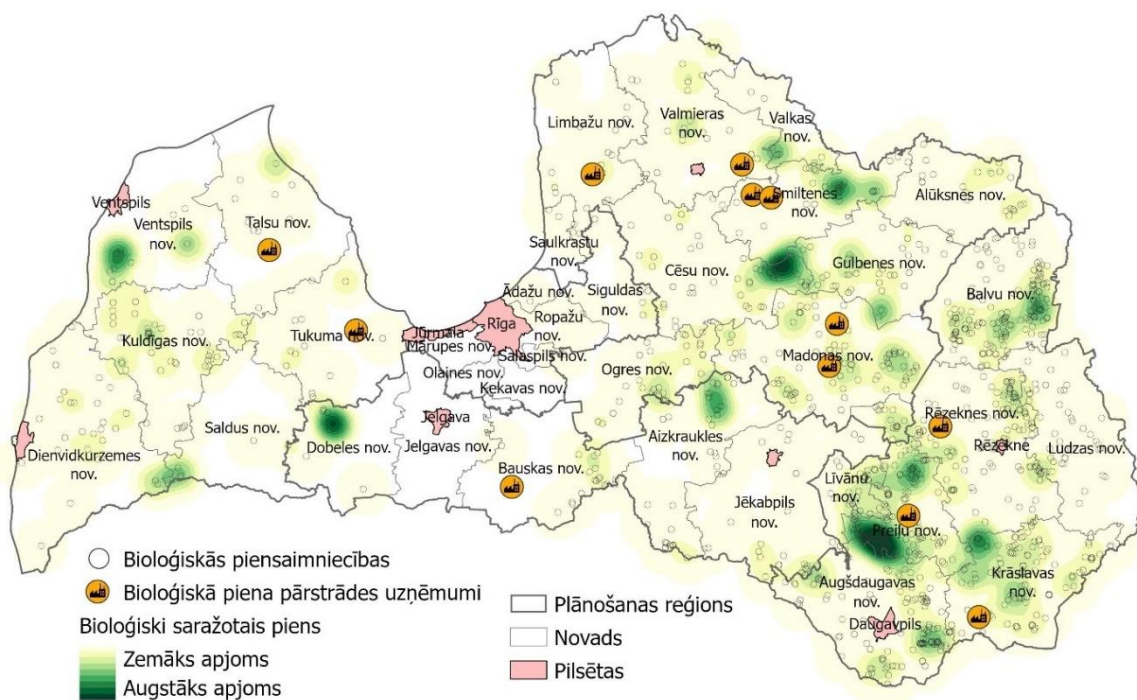 Limbažu nov.
Valmieras
nov.
Valkas
nov.
Smiltenes
nov.
Alūksnes nov.
Ventspils
Ventspils
nov.
Talsu nov.
Saulkrastu
nov.
Cēsu nov.
Gulbenes nov.
Balvu nov.
Ādažu nov.
Siguldas
nov.
Rīga
Ropažu
nov.
Jūrmala
Mārupes nov.
Salaspils nov.
Kuldīgas nov.
Tukuma nov.
Olaines nov.
Ķekavas nov.
Ogres nov.
Madonas nov.
Jelgava
Rēzeknes nov.
Rēzekne
Ludzas nov.
Saldus nov.
Dobeles nov.
Jelgavas nov.
Aizkraukles
nov.
Dienvidkurzemes
nov.
Bauskas nov.
Līvānu
nov.
Jēkabpils
nov.
Preiļu nov.
Augšdaugavas
nov.
Krāslavas
nov.
Daugavpils
Bioloģiskās piensaimniecības
Bioloģiskā piena pārstrādes uzņēmumi
Bioloģiski saražotais piens
Zemāks apjoms
Augstāks apjoms
Plānošanas reģions
Novads
Pilsētas